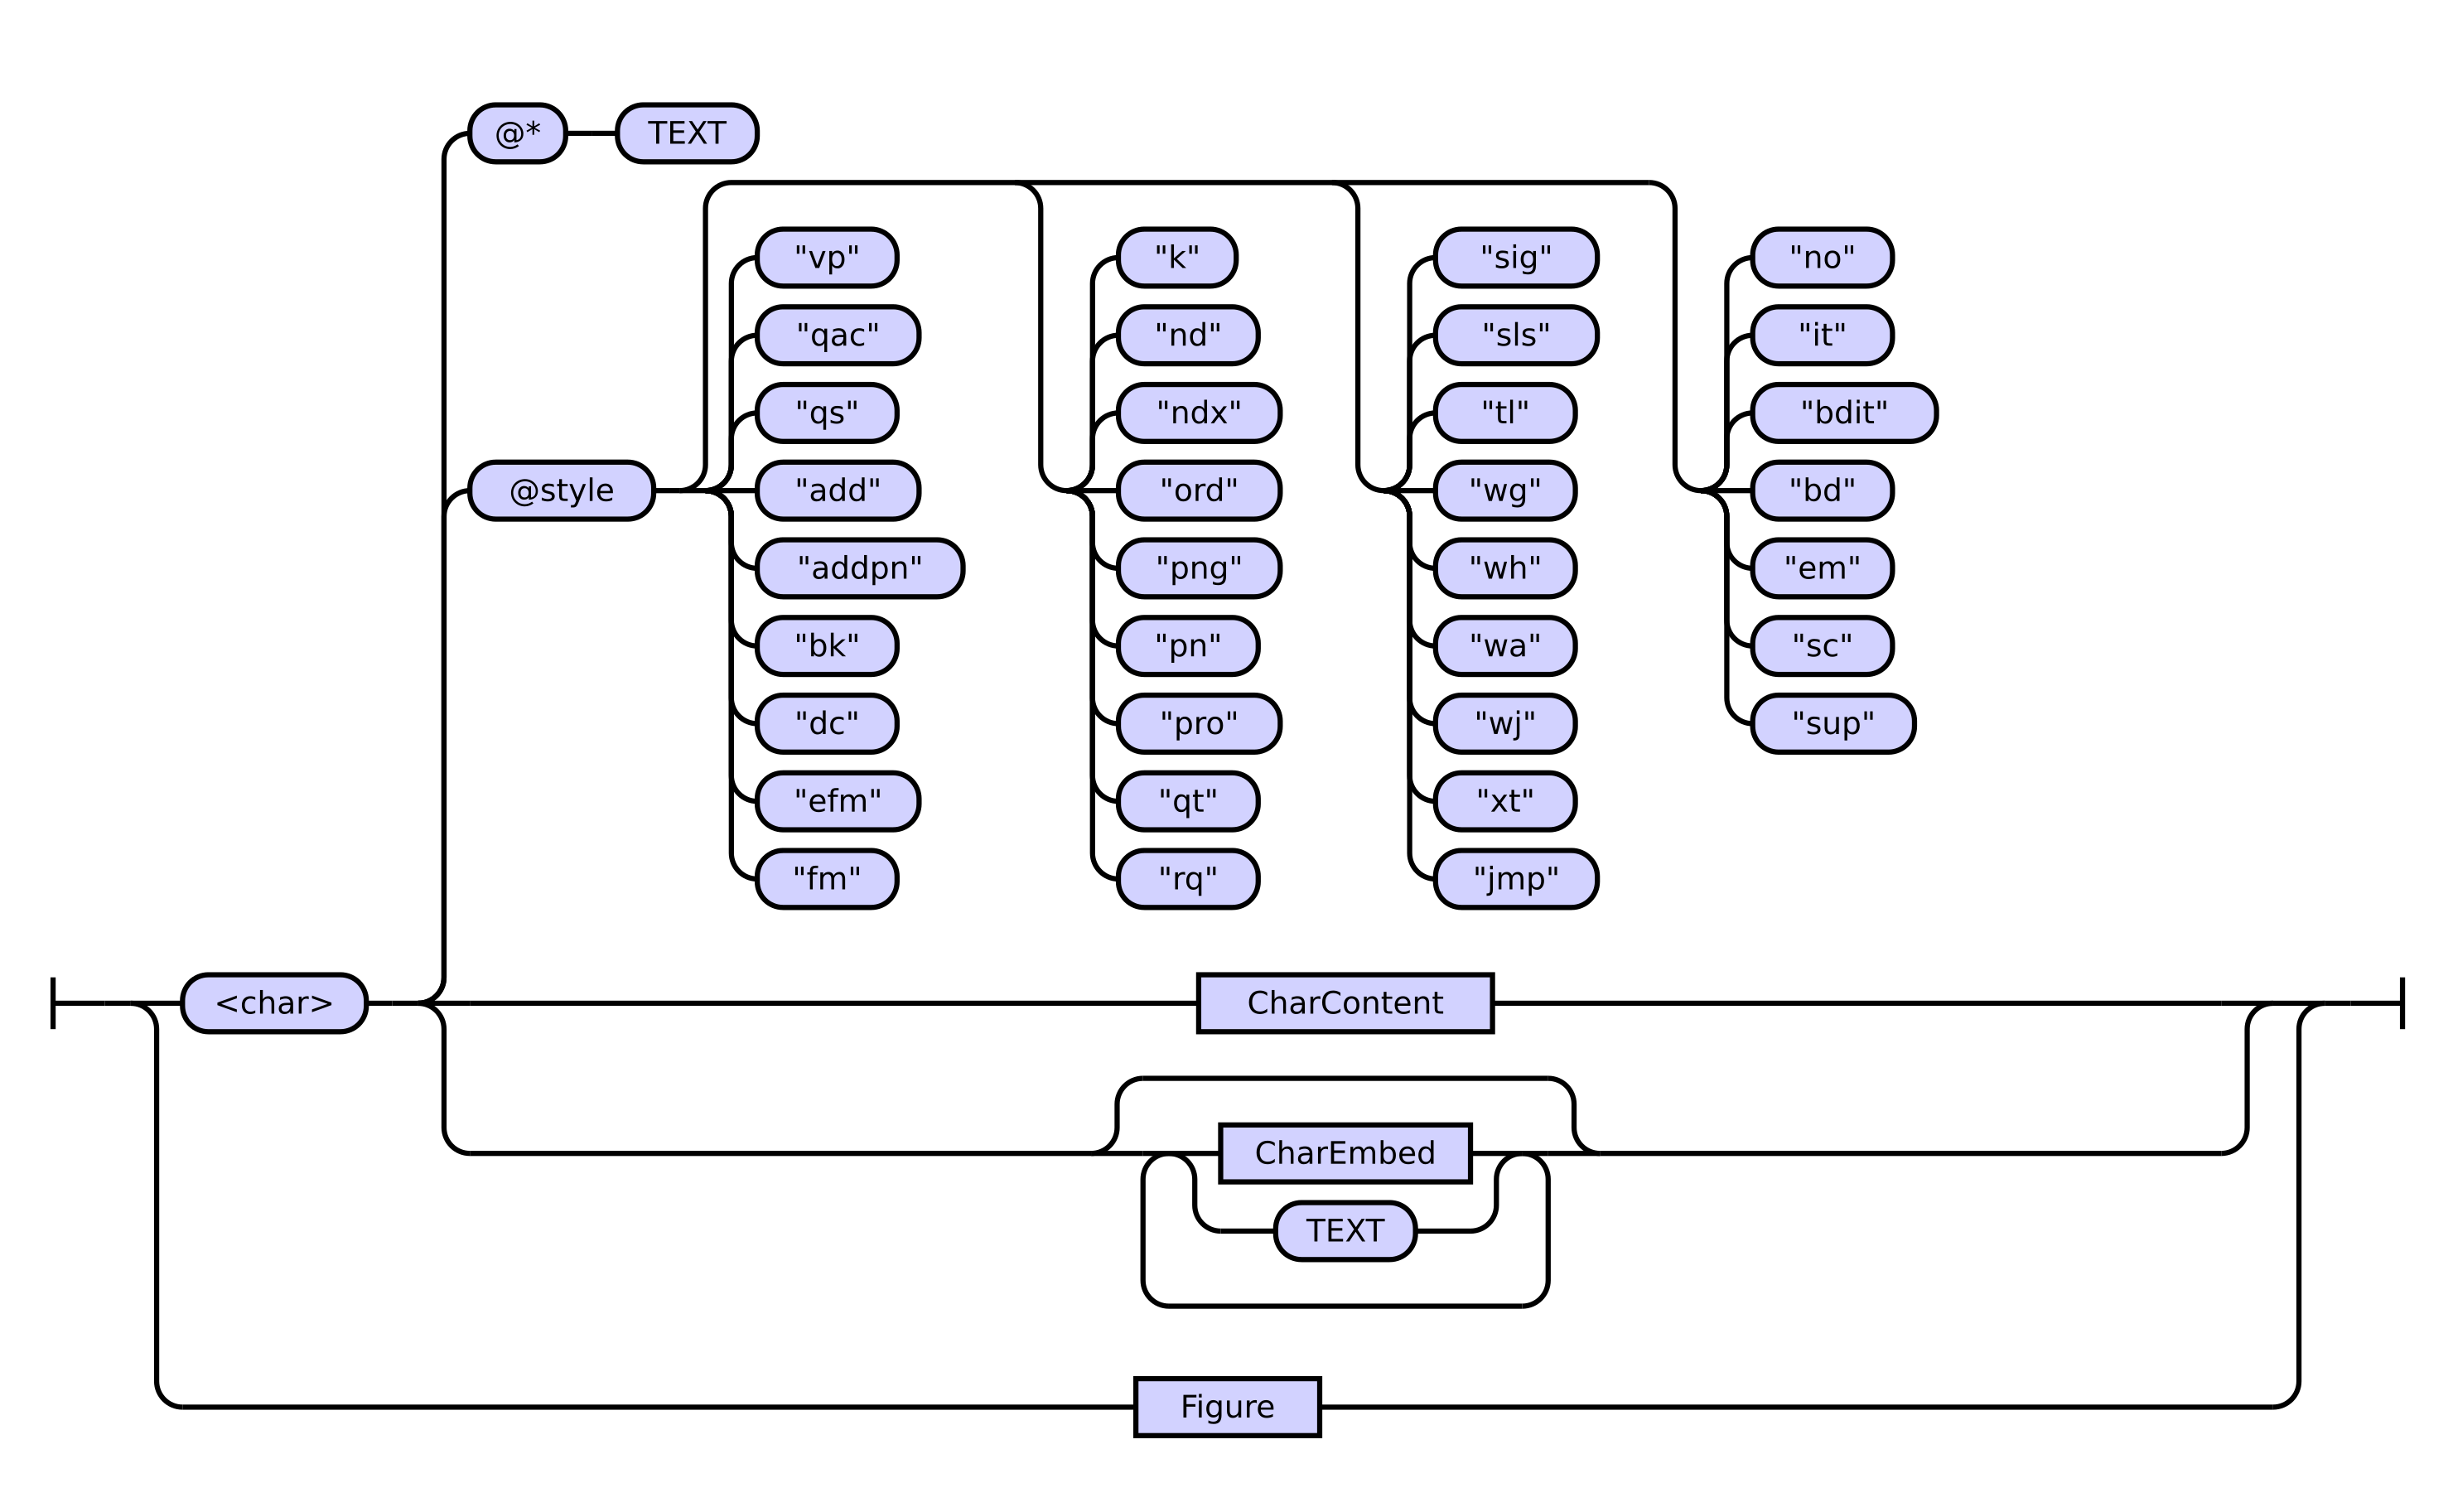 @* TEXT
"vp" "k" "sig" "no"
"qac" "nd" "sls" "it"
"qs" "ndx" "tl" "bdit"
@style "add" "ord" "wg" "bd"
"addpn" "png" "wh" "em"
"bk" "pn" "wa" "sc"
"dc" "pro" "wj" "sup"
"efm" "qt" "xt"
"fm" "rq" "jmp"
<char> CharContent
CharEmbed
TEXT
Figure